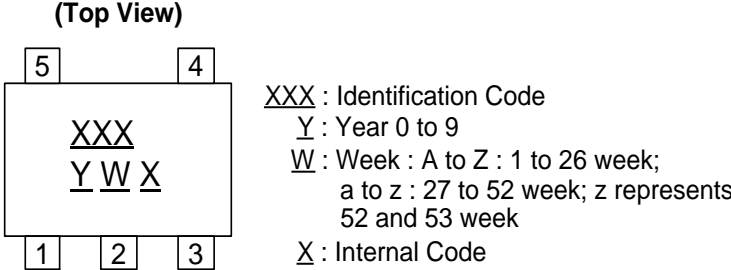 (Top View)
5 4
XXX
Y W X
1 2 3
XXX : Identification Code
Y : Year 0 to 9
W : Week : A to Z : 1 to 26 week;
a to z : 27 to 52 week; z represents
52 and 53 week
X : Internal Code